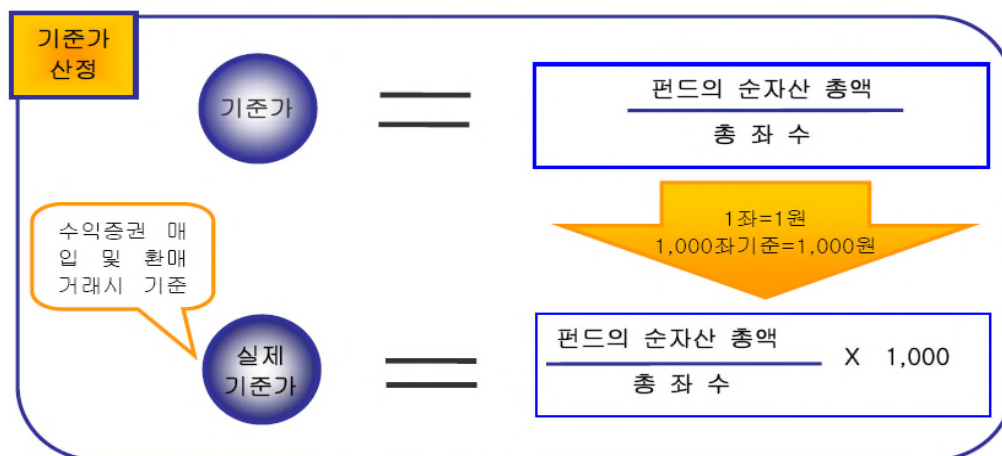 기준가
산정
기준가
펀드의 순자산 총액
총 좌 수
1좌=1원
1,000좌기준=1,000원
수익증권 매
입 및 환매
거래시 기준
실제
기준가
펀드의 순자산 총액
총 좌 수
X 1,000